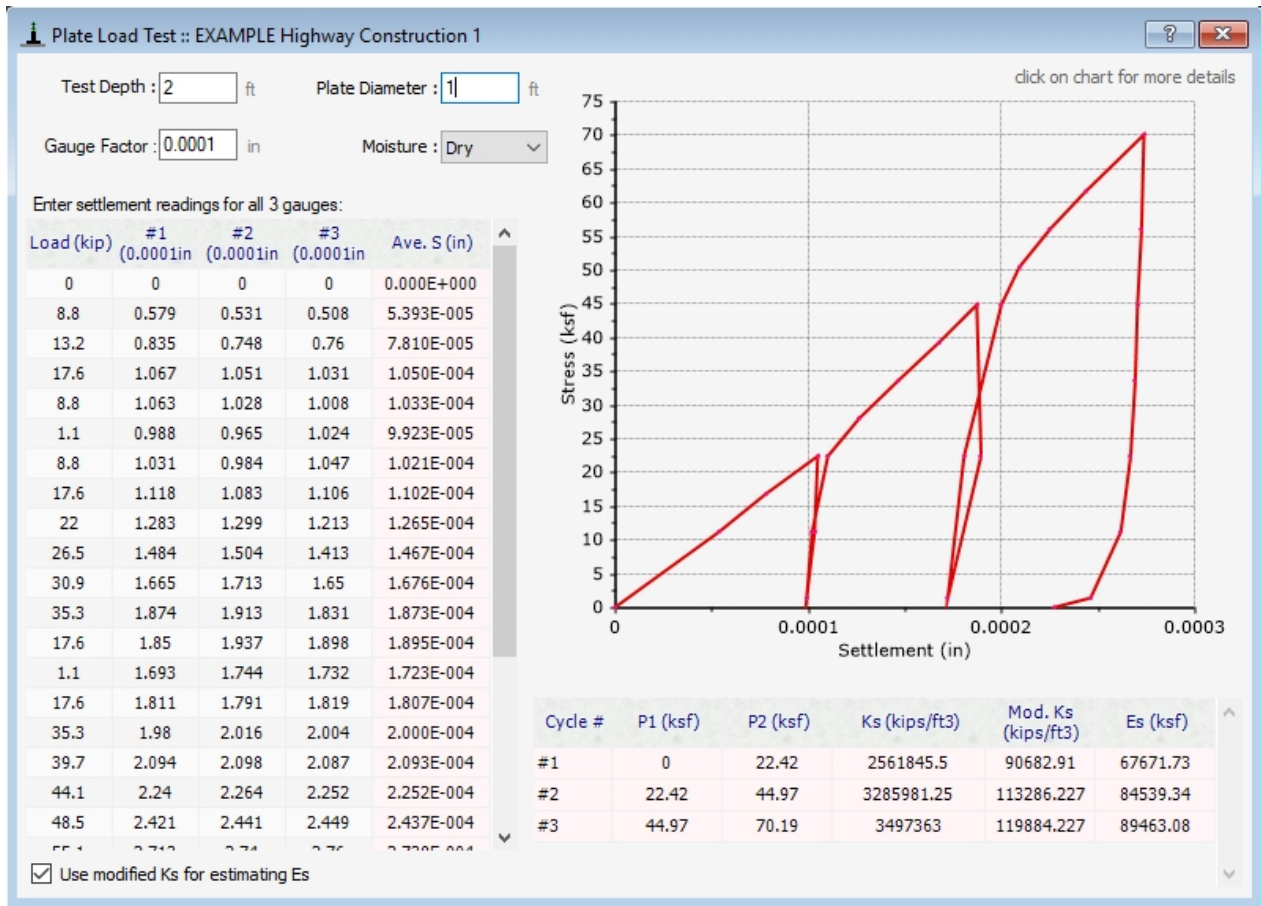 Plate Load Test :: EXAMPLE Highway Construction 1
?
Test Depth : 2 ft Plate Diameter : 1 ft
Gauge Factor : 0.0001 in Moisture : Dry
Enter settlement readings for all 3 gauges:
Load (kip) #1 (0.0001in #2 (0.0001in #3 (0.0001in Ave. S (in)
0 0 0 0 0.000E+000
8.8 0.579 0.531 0.508 5.393E-005
13.2 0.835 0.748 0.76 7.810E-005
17.6 1.067 1.051 1.031 1.050E-004
8.8 1.063 1.028 1.008 1.033E-004
1.1 0.988 0.965 1.024 9.923E-005
8.8 1.031 0.984 1.047 1.021E-004
17.6 1.118 1.083 1.106 1.102E-004
22 1.283 1.299 1.213 1.265E-004
26.5 1.484 1.504 1.413 1.467E-004
30.9 1.665 1.713 1.65 1.676E-004
35.3 1.874 1.913 1.831 1.873E-004
17.6 1.85 1.937 1.898 1.895E-004
1.1 1.693 1.744 1.732 1.723E-004
17.6 1.811 1.791 1.819 1.807E-004
35.3 1.98 2.016 2.004 2.000E-004
39.7 2.094 2.098 2.087 2.093E-004
44.1 2.24 2.264 2.252 2.252E-004
48.5 2.421 2.441 2.449 2.437E-004
Use modified Ks for estimating Es
click on chart for more details
75
70
65
60
55
50
45
40
35
30
25
20
15
10
5
0
Stress (ksf)
0 0.0001 0.0002 0.0003
Settlement (in)
Cycle # P1 (ksf) P2 (ksf) Ks (kips/ft3) Mod. Ks (kips/ft3) Es (ksf)
#1 0 22.42 2561845.5 90682.91 67671.73
#2 22.42 44.97 3285981.25 113286.227 84539.34
#3 44.97 70.19 3497363 119884.227 89463.08